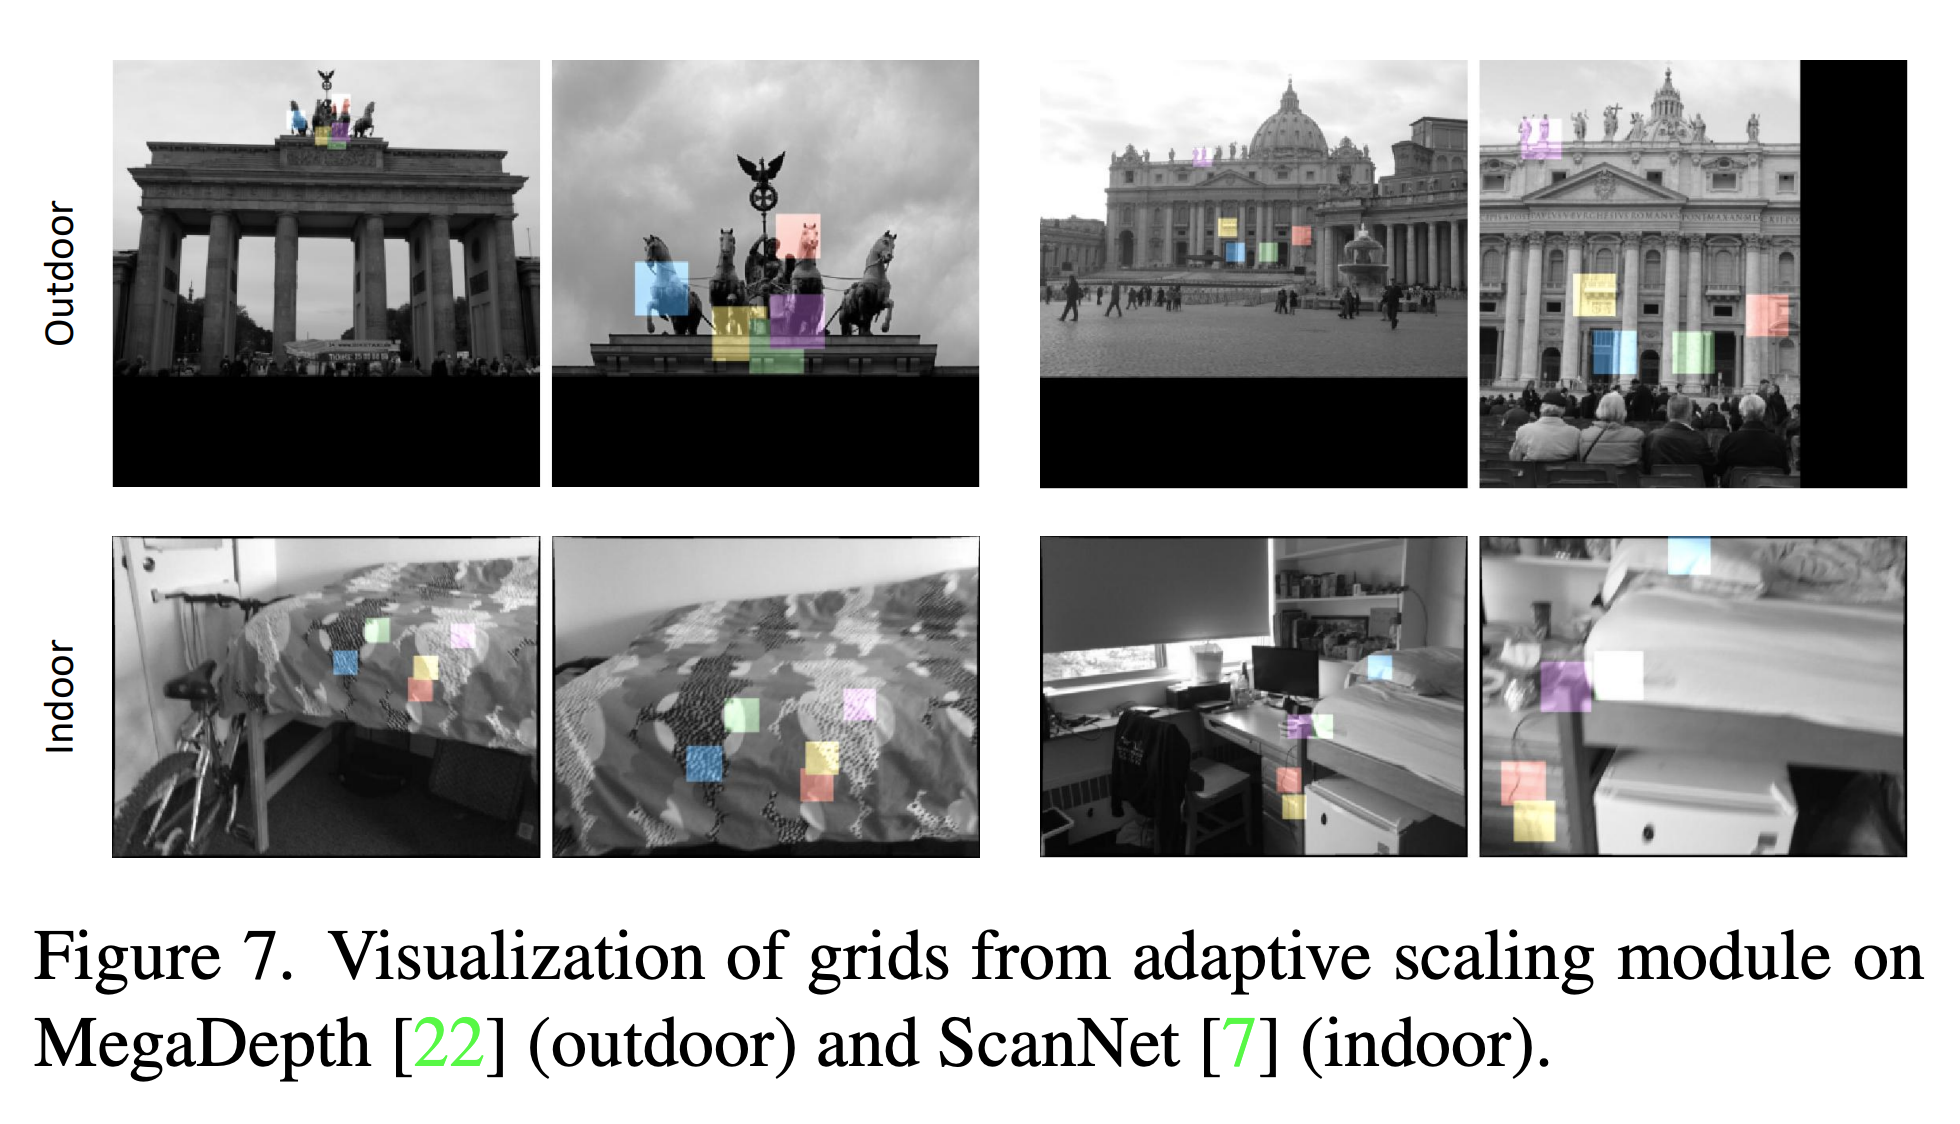 Outdoor
Tickets:
Indoor
Figure 7. Visualization of grids from adaptive scaling module on
MegaDepth [22] (outdoor) and ScanNet [7] (indoor).